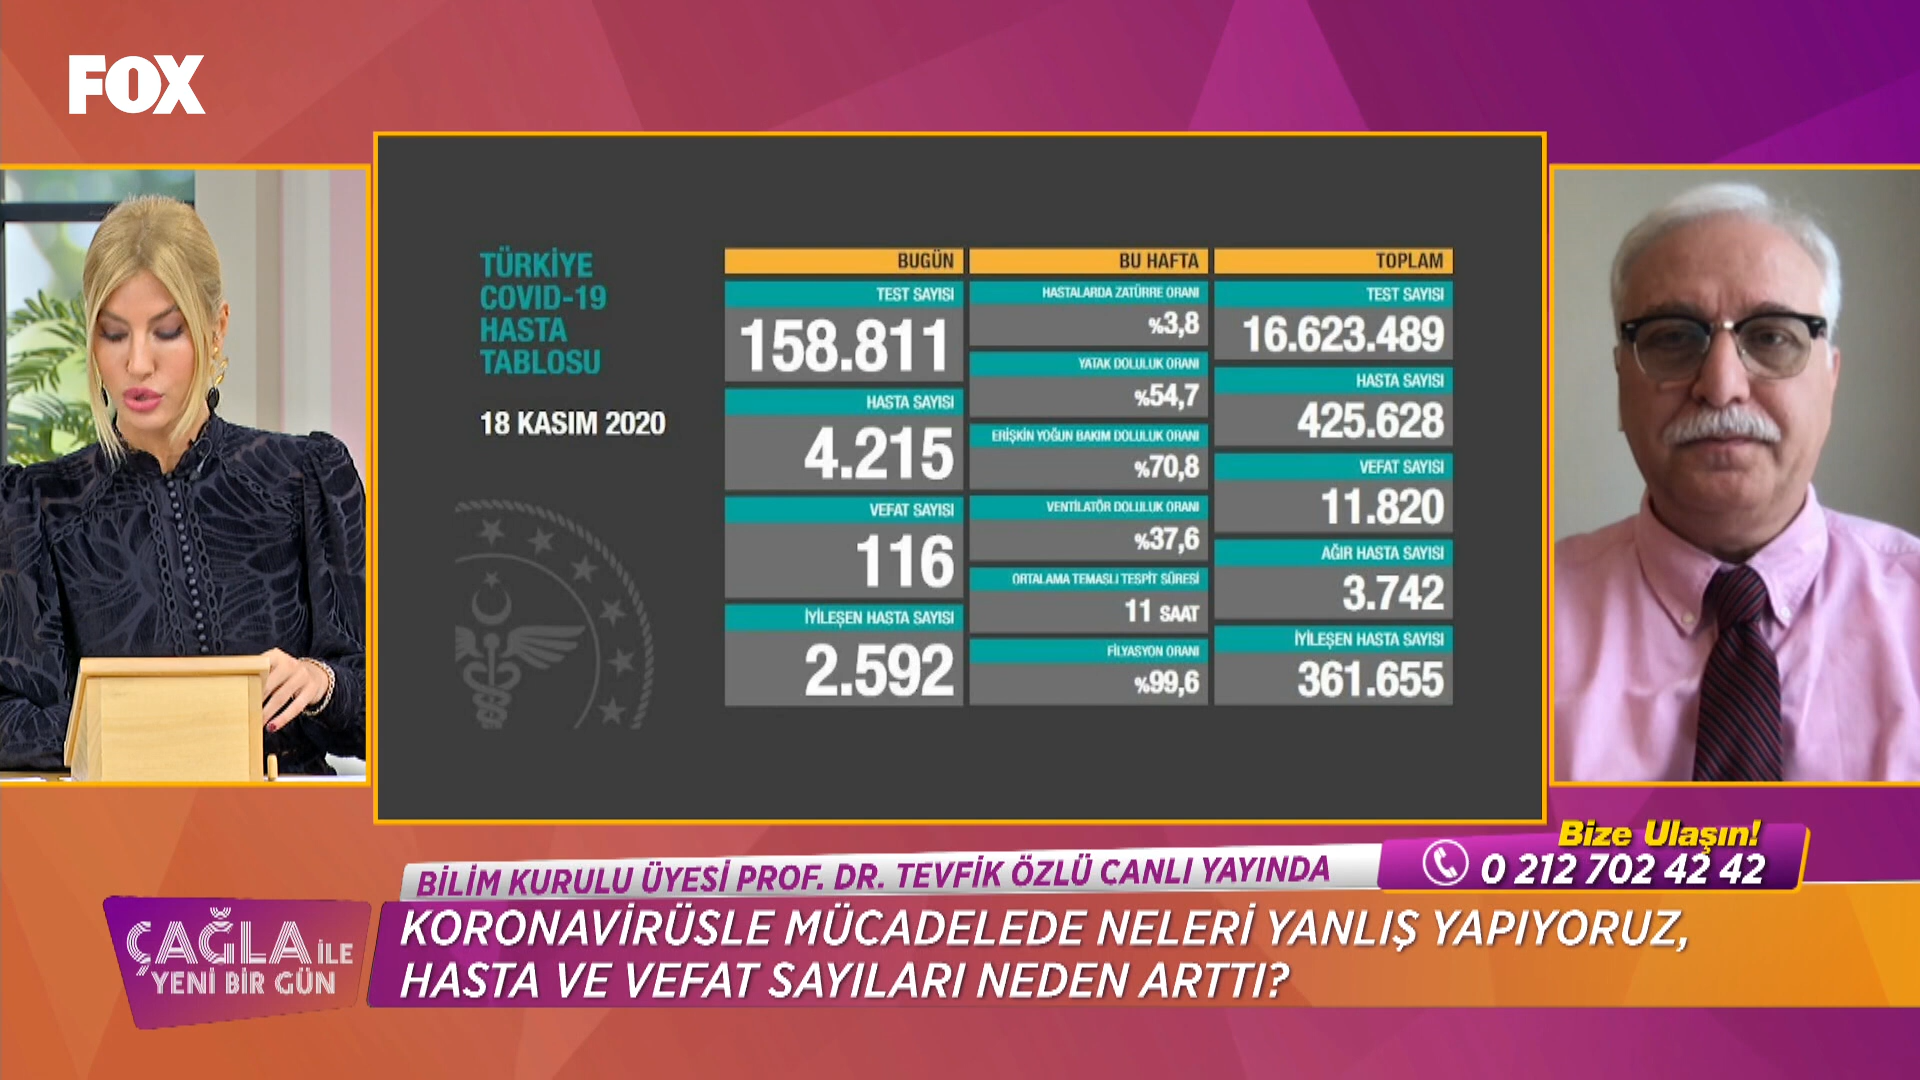 FOX
TÜRKİYE
COVID-19
HASTA
TABLOSU
18 KASIM 2020
BUGÜN
TEST SAYISI
158.811
HASTA SAYISI
4.215
VEFAT SAYISI
116
İYİLEŞEN HASTA SAYISI
2.592
BU HAFTA
HASTALARDA ZATÜRRE ORANI
%3,8
YATAK DOLULUK ORANI
%54,7
ERİŞKİN YOĞUN BAKIM DOLULUK ORANI
%70,8
VENTİLATÖR DOLULUK ORANI
%37,6
ORTALAMA TEMASLI TESPİT SÜRESİ
11 SAAT
FİLYASYON ORANI
%99,6
TOPLAM
TEST SAYISI
16.623.489
HASTA SAYISI
425.628
VEFAT SAYISI
11.820
AĞIR HASTA SAYISI
3.742
İYİLEŞEN HASTA SAYISI
361.655
Bize Ulaşın!
0 212 702 42 42
BİLİM KURULU ÜYESİ PROF. DR. TEVFİK ÖZLÜ CANLI YAYINDA
KORONAVİRÜSLE MÜCADELEDE NELERİ YANLIŞ YAPIYORUZ,
HASTA VE VEFAT SAYILARI NEDEN ARTTI?
ÇAĞLA İLE
YENİ BİR GÜN